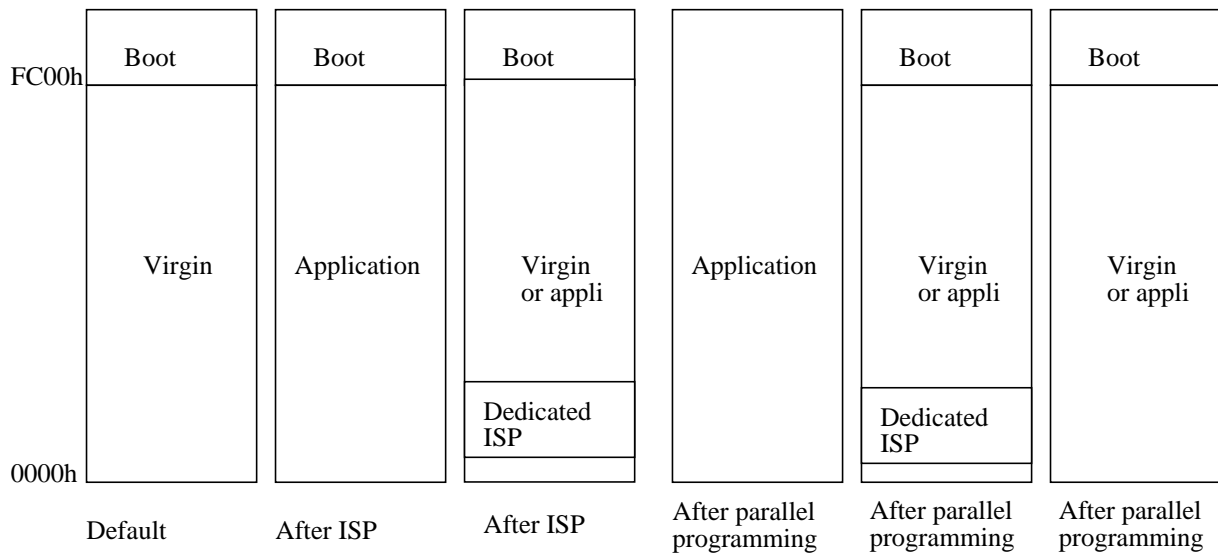 Boot
Boot
Boot
Boot
Boot
FC00h
Virgin
Application
Virgin
or appli
Application
Virgin
or appli
Virgin
or appli
Dedicated
ISP
Dedicated
ISP
0000h
Default
After ISP
After ISP
After parallel
programming
After parallel
programming
After parallel
programming